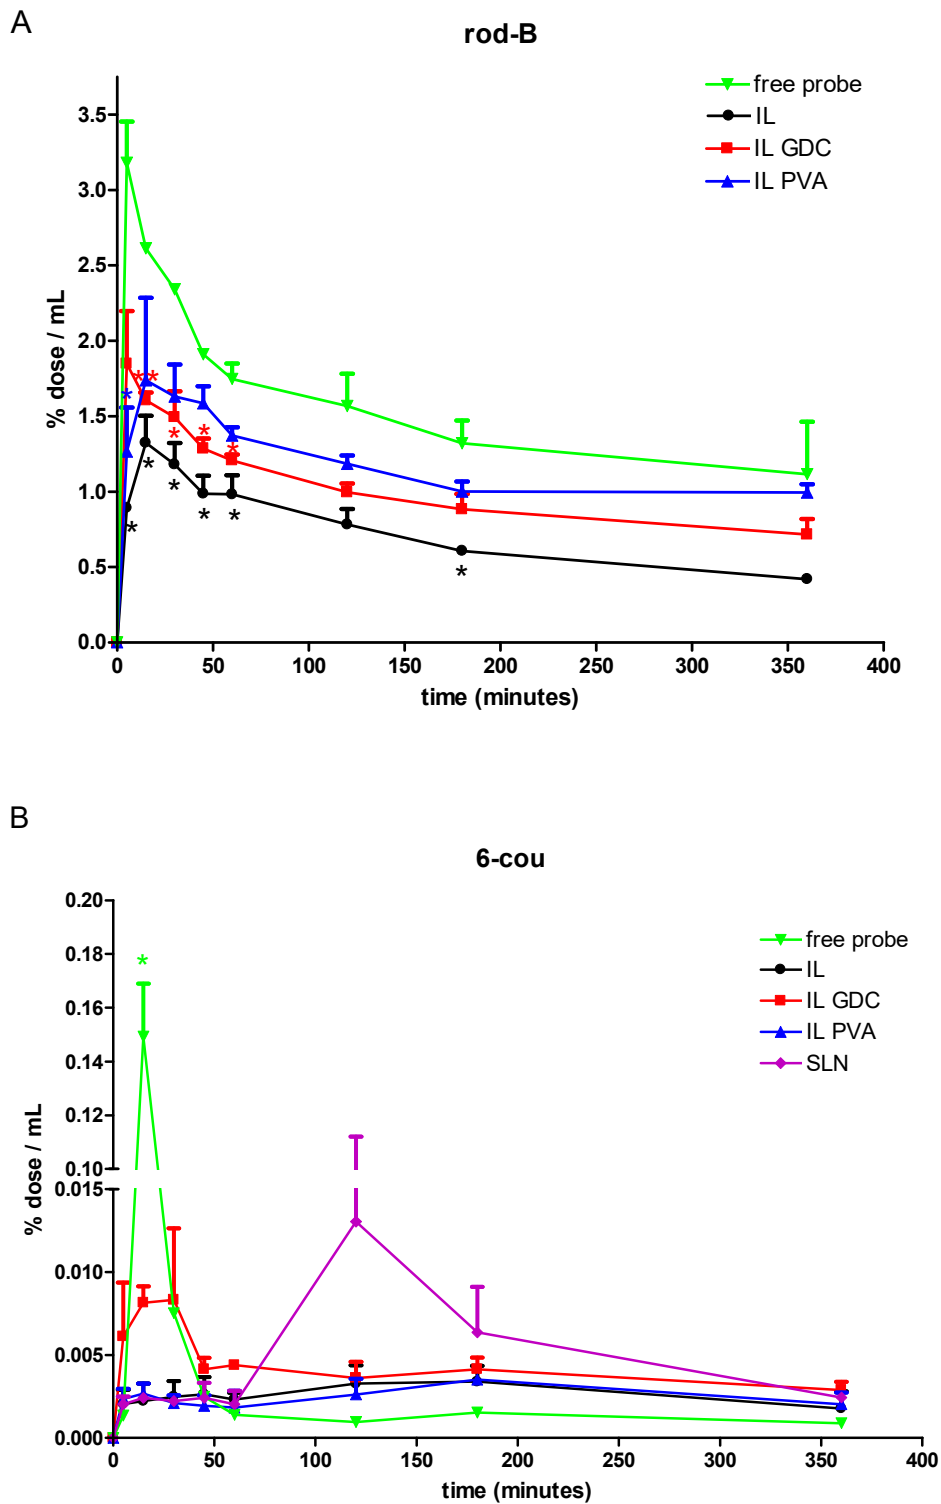 A
rod-B
free probe
IL
IL GDC
IL PVA
3.5
3.0
2.5
2.0
1.5
1.0
0.5
0.0
% dose / mL
* *
*
* * *
* * * * *
*
0 50 100 150 200 250 300 350 400
time (minutes)
B
6-cou
free probe
IL
IL GDC
IL PVA
SLN
*
0.20
0.18
0.16
0.14
0.12
0.10
0.015
0.010
0.005
0.000
% dose / mL
0 50 100 150 200 250 300 350 400
time (minutes)